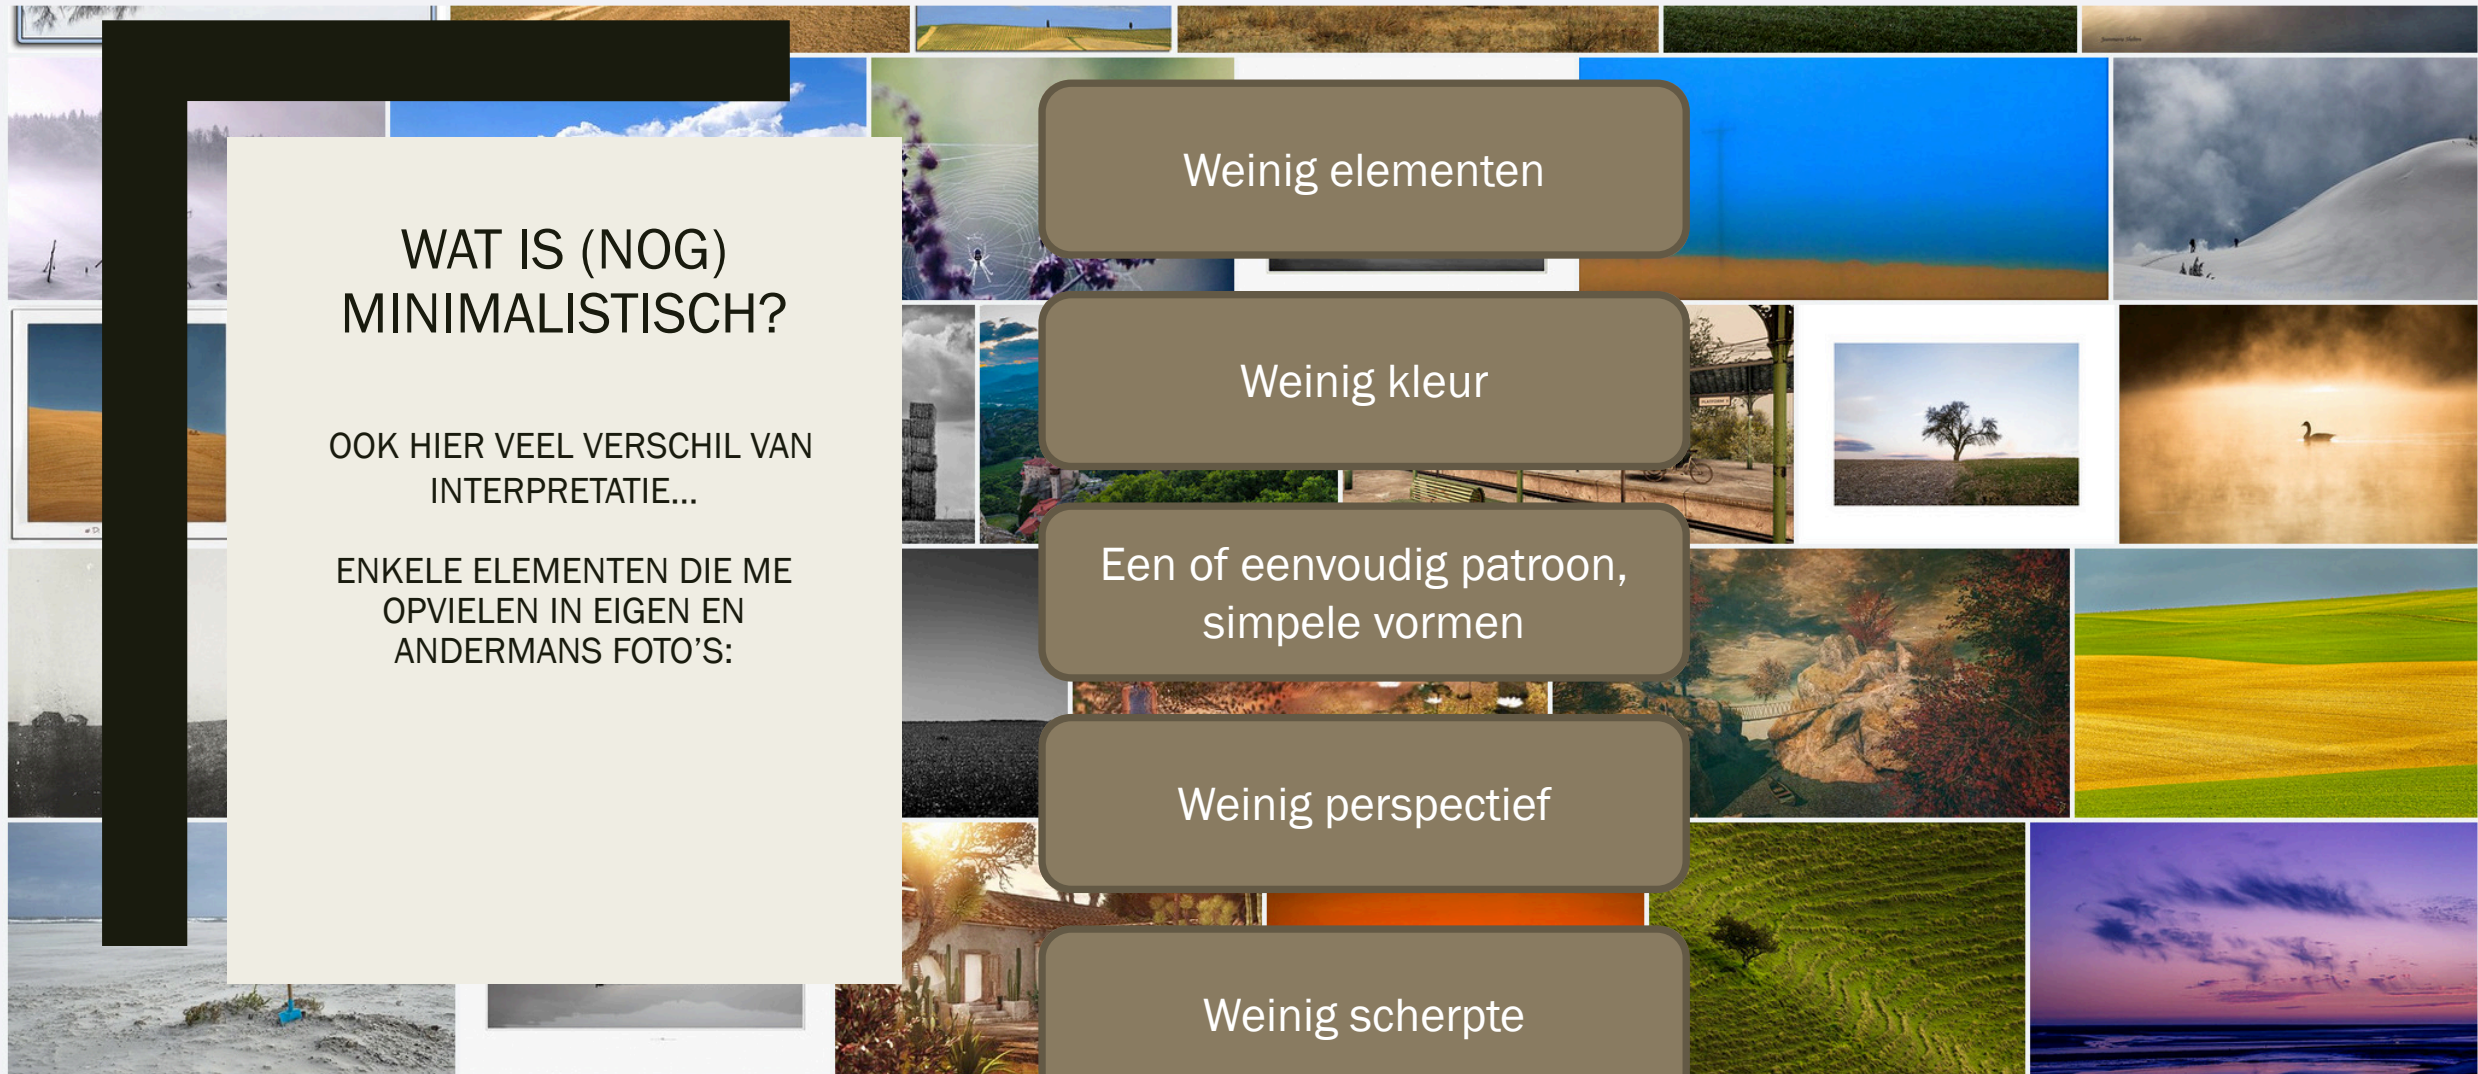 WAT IS (NOG)
MINIMALISTISCH?
OOK HIER VEEL VERSCHIL VAN
INTERPRETATIE...
ENKELE ELEMENTEN DIE ME
OPVIELEN IN EIGEN EN
ANDERMANS FOTO'S:
Weinig elementen
Weinig kleur
Een of eenvoudig patroon,
simpele vormen
Weinig perspectief
Weinig scherpte